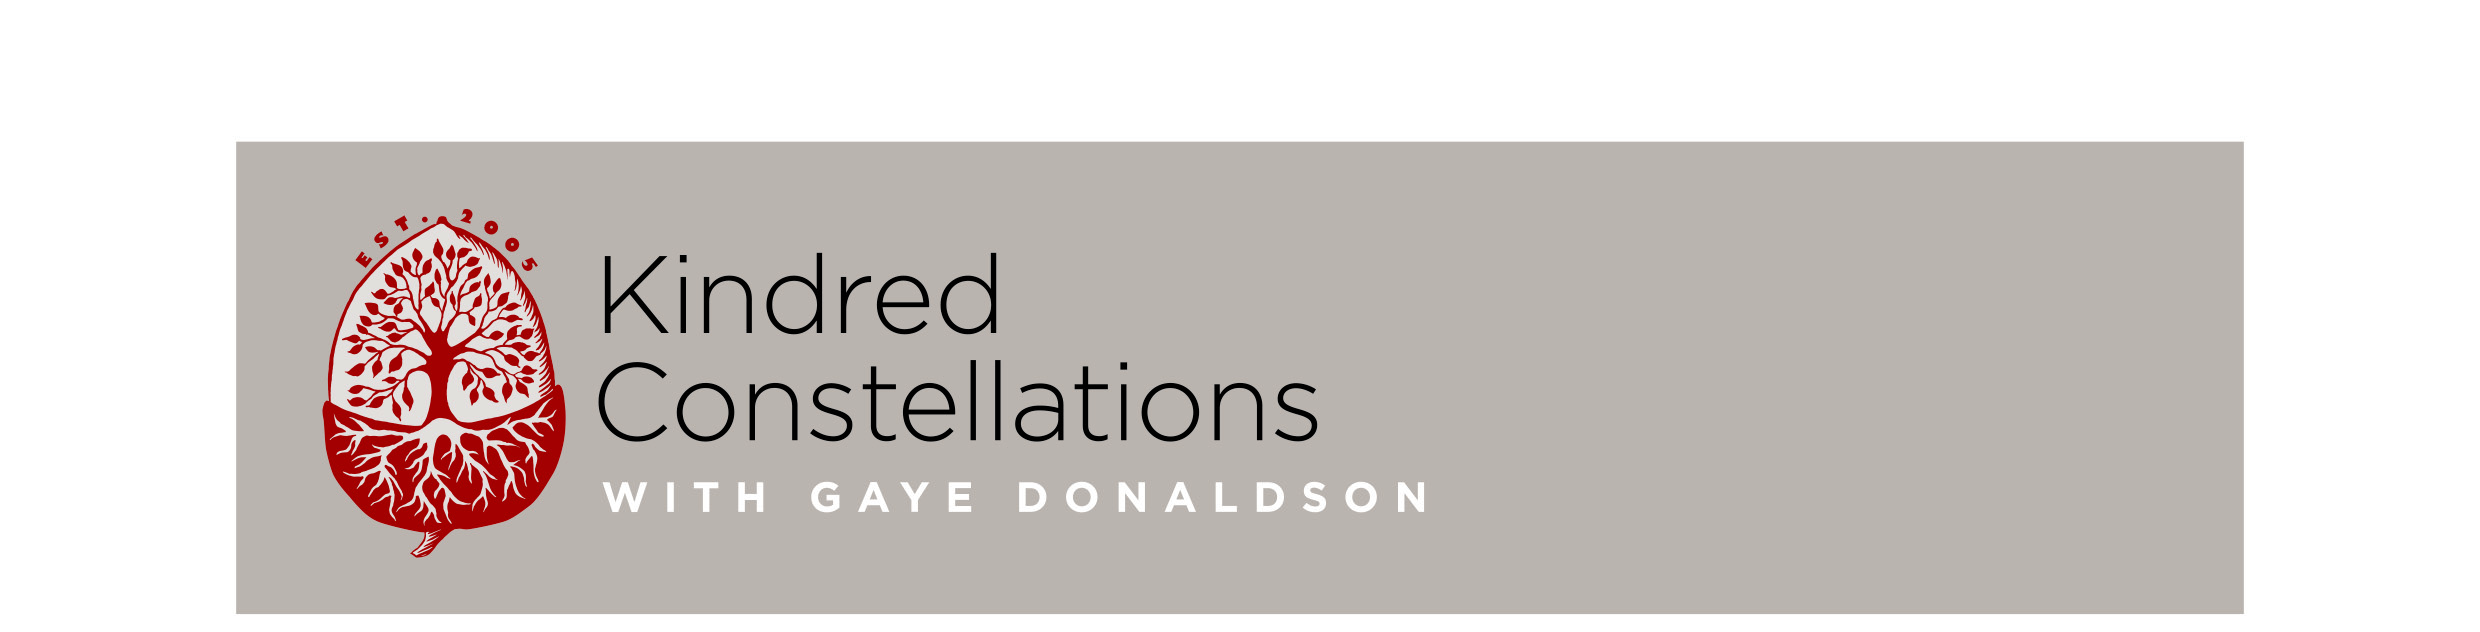 EST. 2005
Kindred
Constellations
WITH GAYE DONALDSON